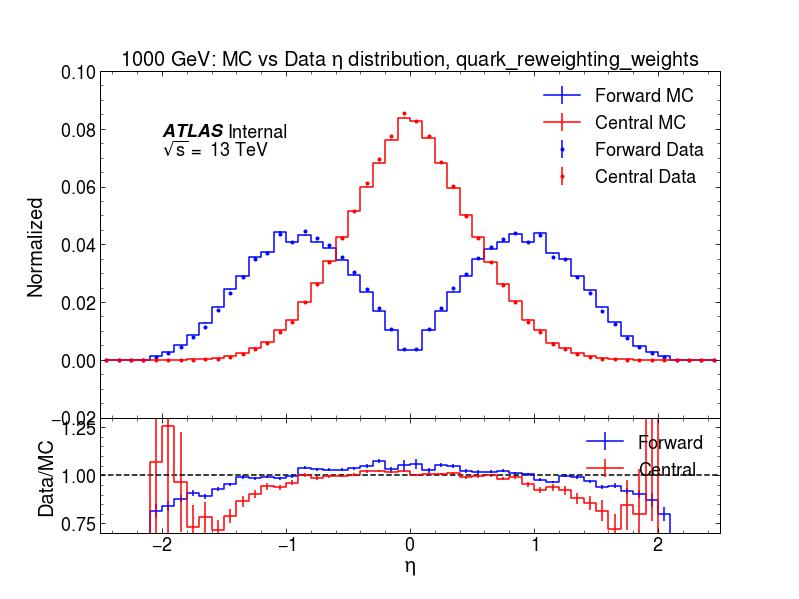 1000 GeV: MC vs Data η distribution, quark_reweighting_weights
0.10
0.08
0.06
0.04
0.02
0.00
−0.02
Normalized
ATLAS Internal
√s = 13 TeV
Forward MC
Central MC
Forward Data
Central Data
1.25
1.00
0.75
Data/MC
Forward
Central
−2 −1 0 1 2
η